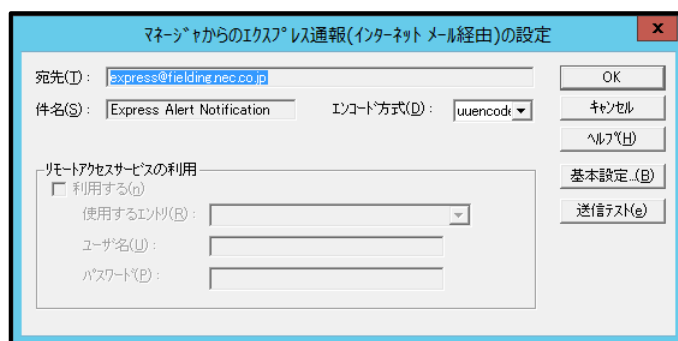 マネージャからのエクスプレス通報(インターネット メール経由)の設定
x
宛先(T): express@fielding.nec.co.jp
OK
件名(S): Express Alert Notification エンコード方式(D): uuencode
キャンセル
ヘルプ(H)
リモートアクセスサービスの利用
基本設定..(B)
利用する(n)
送信テスト(e)
使用するエントリ(R):
ユーザ名(U):
パスワード(P):